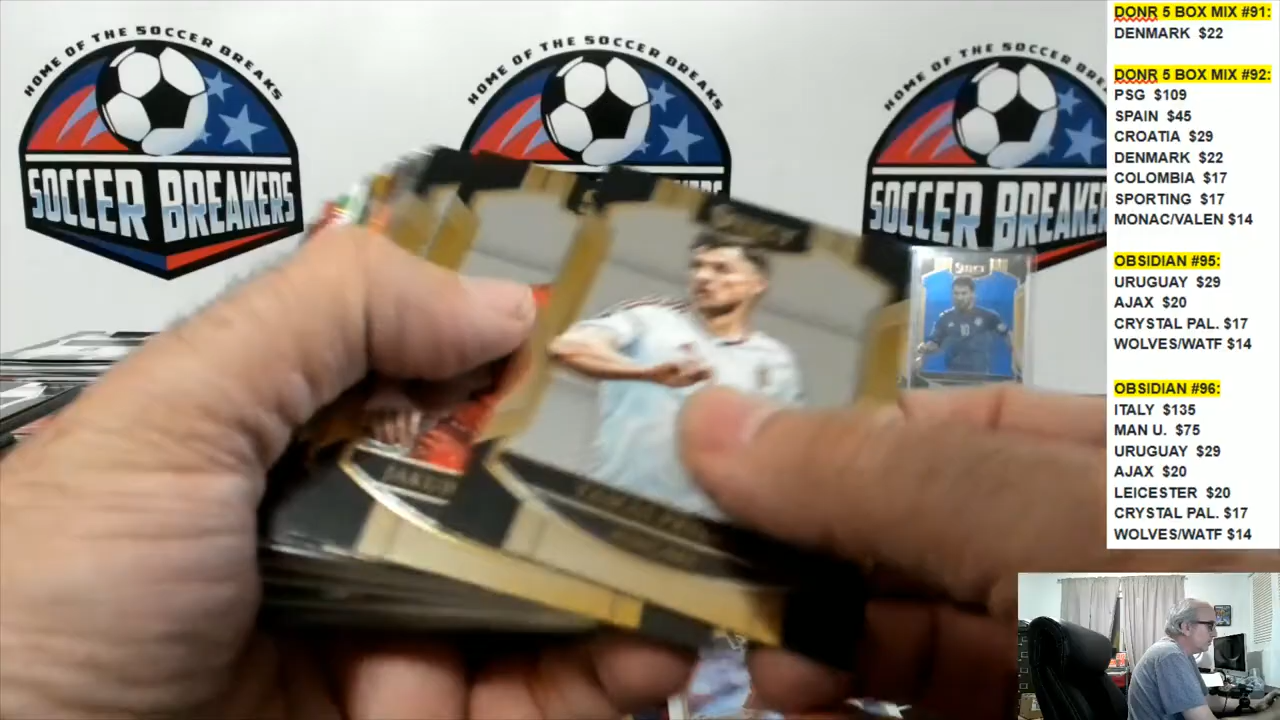 HOME OF THE SOCCER BREAKS
SOCCER BREAKERS
HOME OF THE SOCCER BREAKS
HOME OF THE SOCCER BREA
SOCCER BREAKERS
DONR 5 BOX MIX #91:
DENMARK $22
DONR 5 BOX MIX #92:
PSG $109
SPAIN $45
CROATIA $29
DENMARK $22
COLOMBIA $17
SPORTING $17
MONAC/VALEN $14
OBSIDIAN #95:
URUGUAY $29
AJAX $20
CRYSTAL PAL. $17
WOLVES/WATF $14
OBSIDIAN #96:
ITALY $135
MAN U. $75
URUGUAY $29
AJAX $20
LEICESTER $20
CRYSTAL PAL. $17
WOLVES/WATF $14